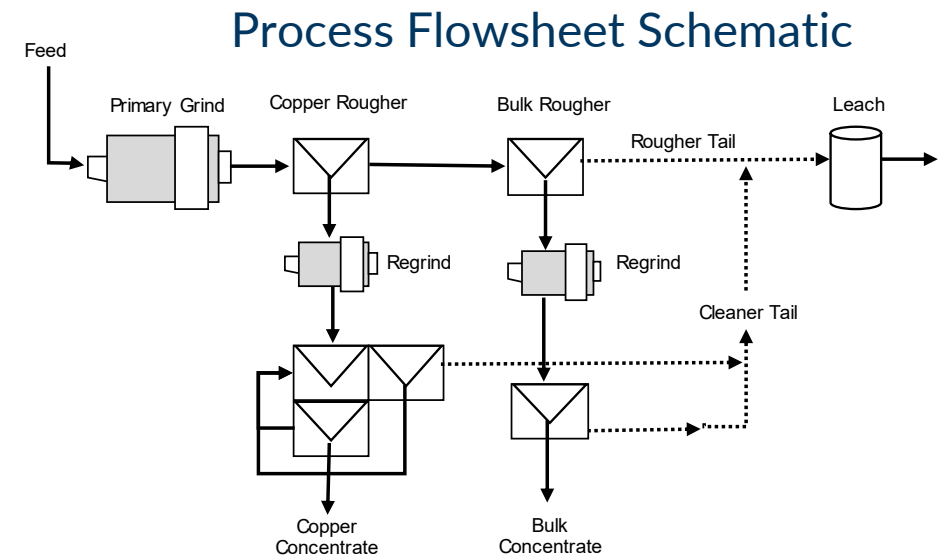 Process Flowsheet Schematic
Feed
Primary Grind
Copper Rougher
Bulk Rougher
Leach
Rougher Tail
Regrind
Regrind
Cleaner Tail
Copper
Concentrate
Bulk
Concentrate